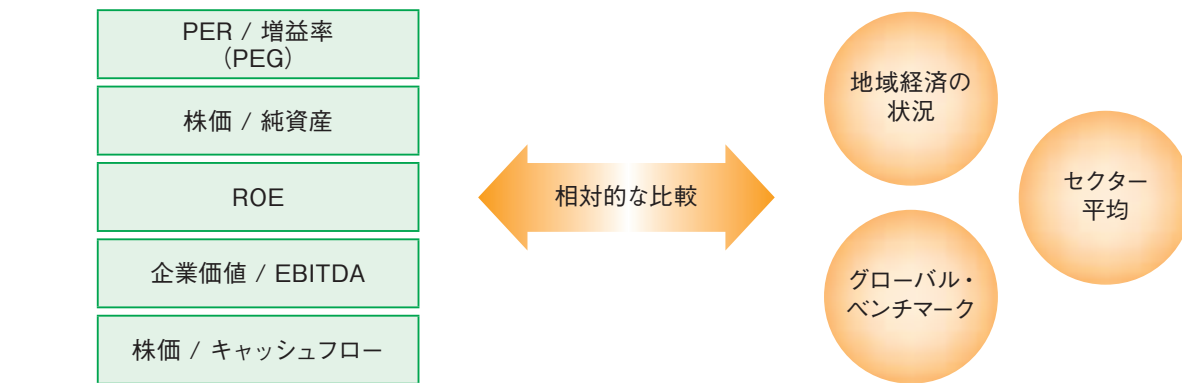 PER / 増益率
（PEG）
株価 / 純資産
ROE
企業価値 / EBITDA
株価 / キャッシュフロー
相対的な比較
地域経済の
状況
セクター
平均
グローバル・
ベンチマーク